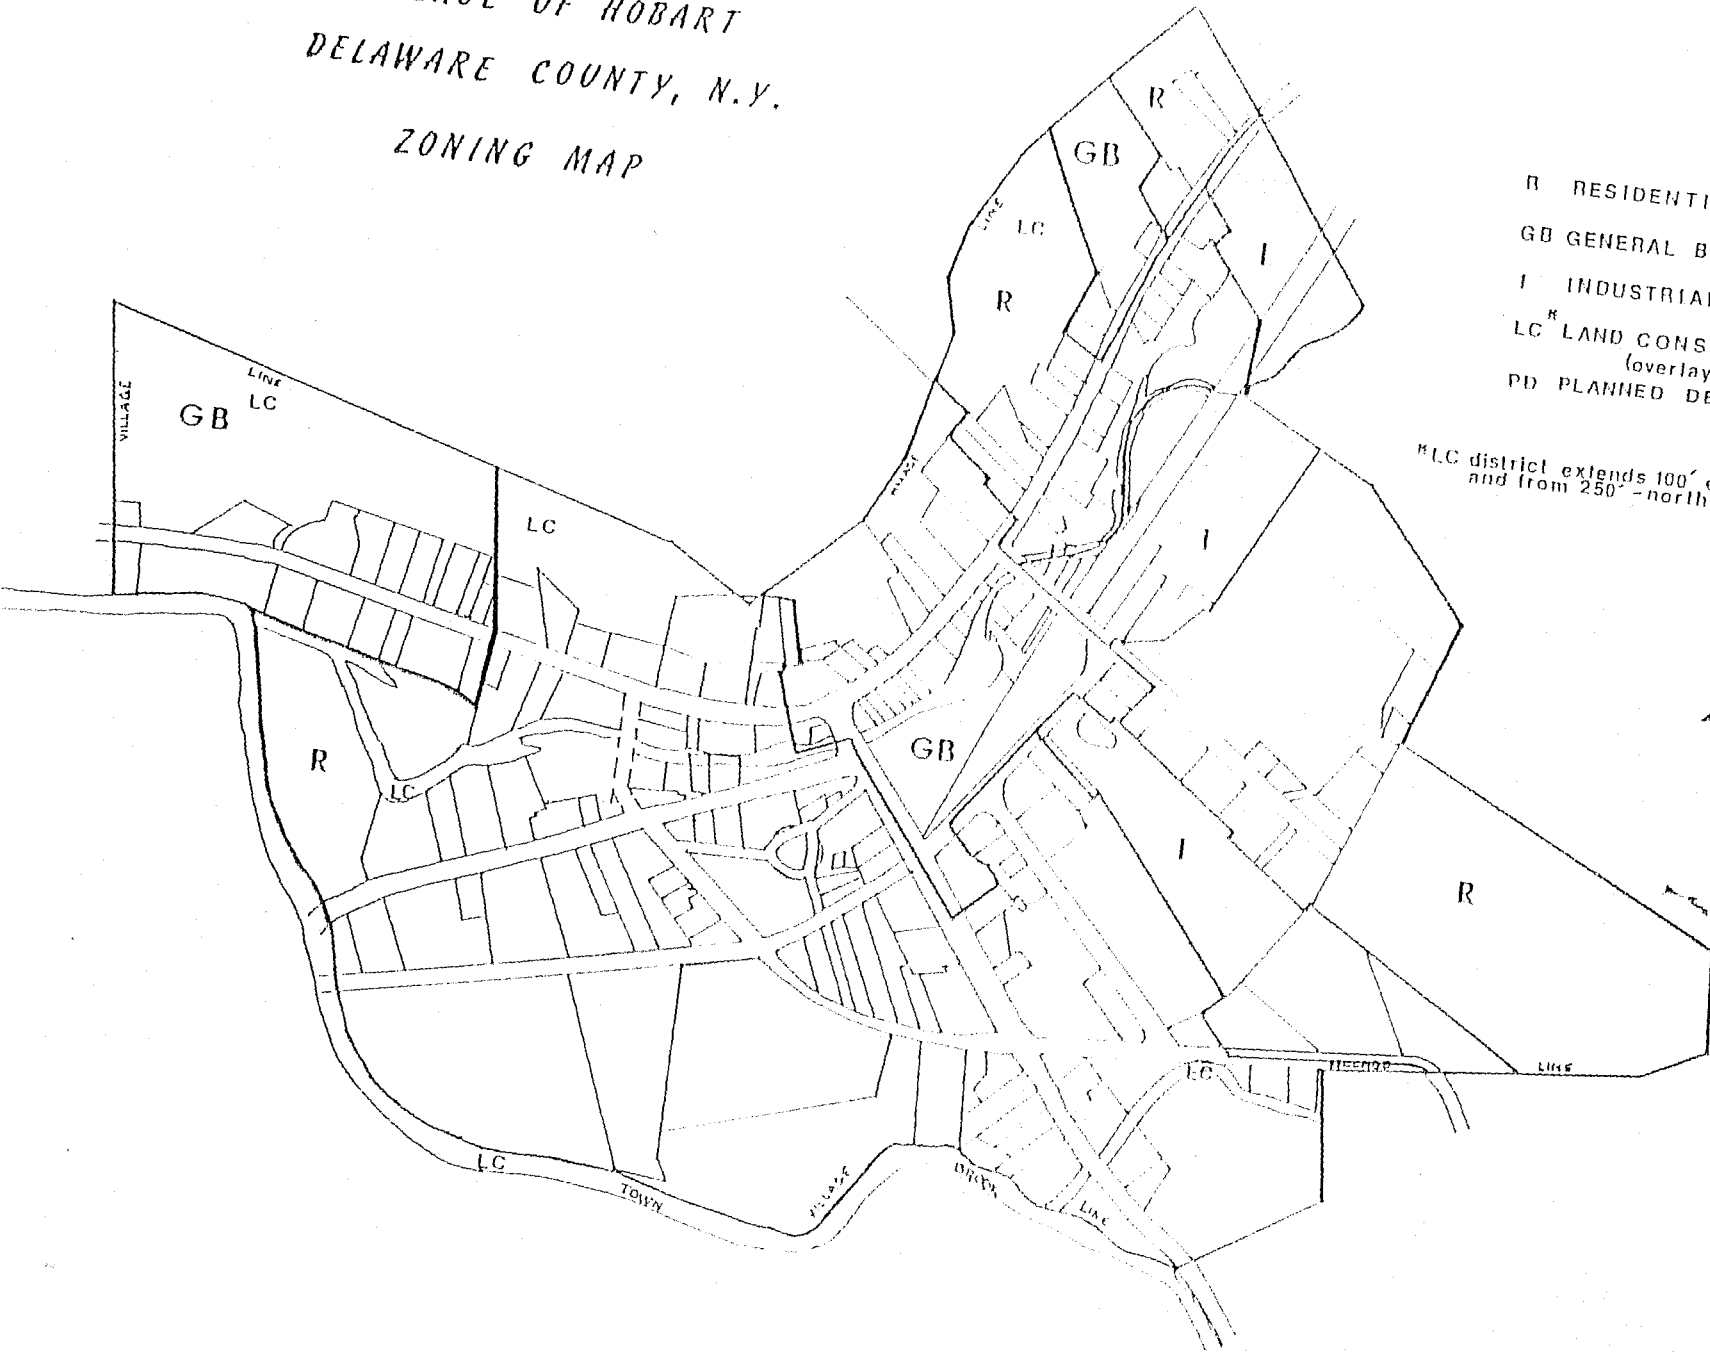 OF HOBART
DELAWARE COUNTY, N.Y.
ZONING MAP
R RESIDENTI
GB GENERAL B
I INDUSTRIAL
LC* LAND CONS
(overlay
PD PLANNED DE
*LC district extends 100'
and from 250' - north
R
GB
LINE
LC
I
R
VILLAGE
LINE
GB
LC
VILLAGE
LC
I
R
GB
LC
I
R
LC
LINE
LC
TOWN
VILLAGE
BROOK
LINE